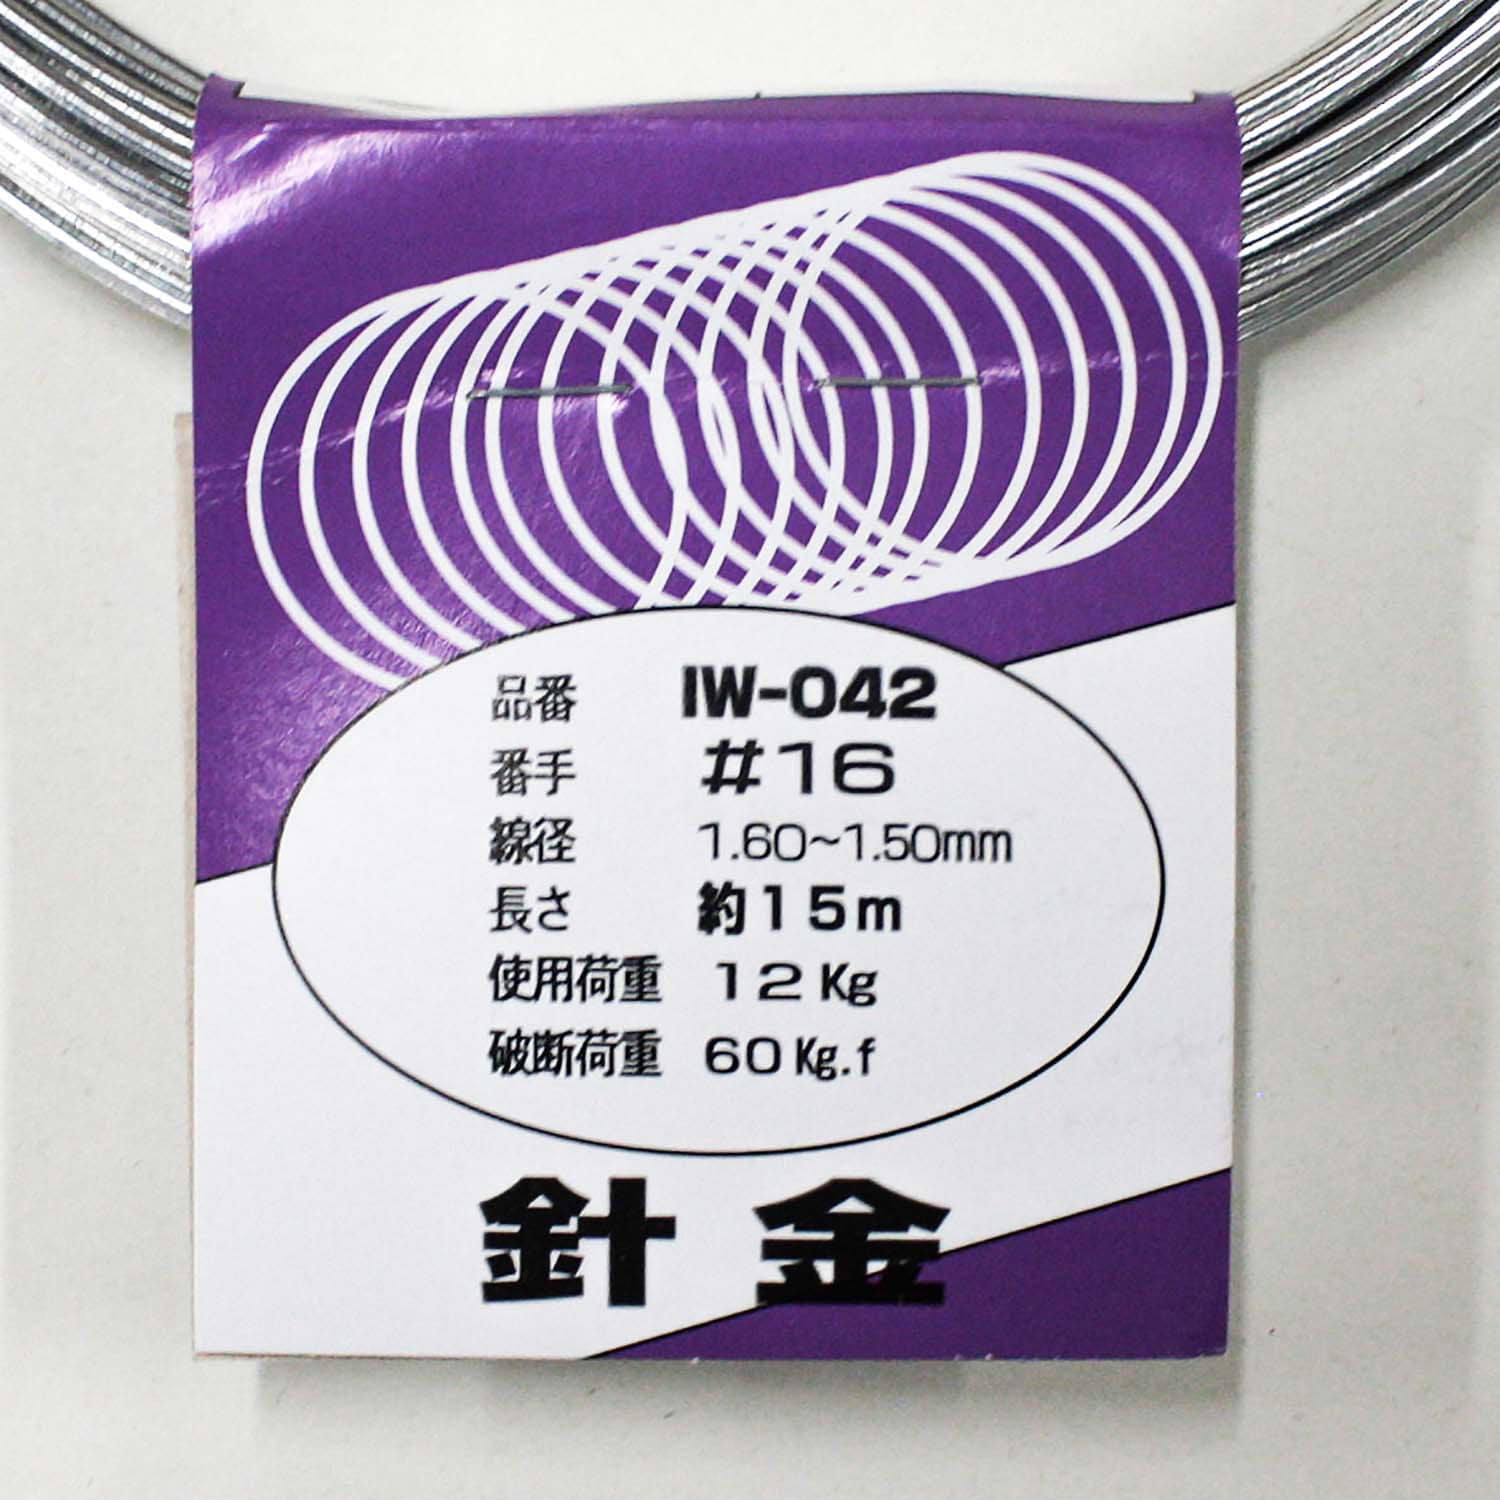 品番 IW-042
番手 #16
線径 1.60~1.50mm
長さ 約15m
使用荷重 12Kg
破断荷重 60Kg.f
針金